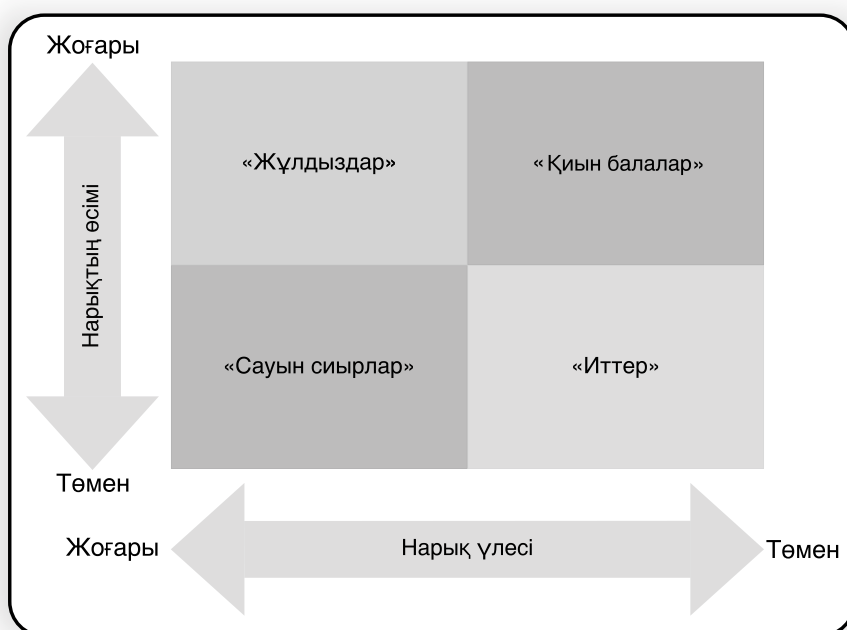 Жоғары
«Жұлдыздар»
«Қиын балалар»
Нарықтың өсімі
«Сауын сиырлар»
«Иттер»
Төмен
Жоғары
Нарық үлесі
Төмен